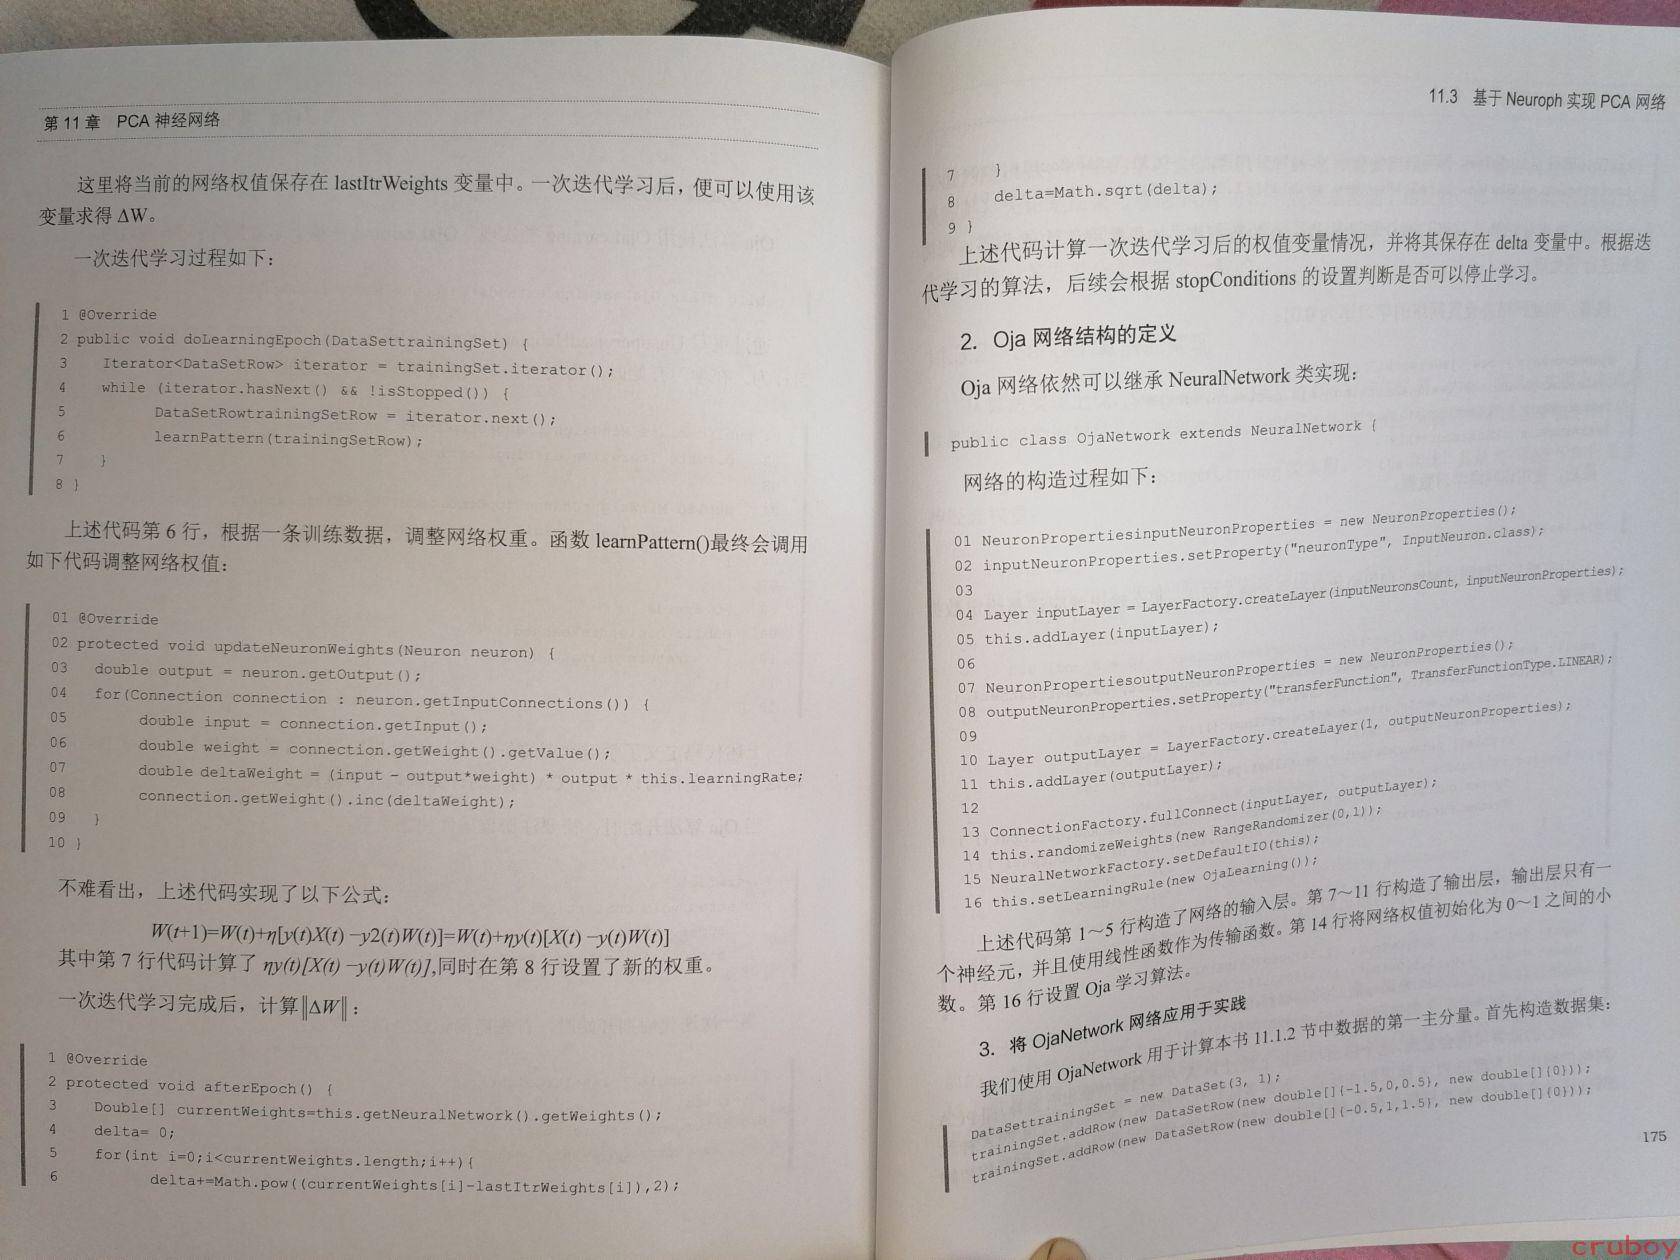 第 11 章 PCA 神经网络
这里将当前的网络权值保存在 lastItrWeights 变量中。一次迭代学习后，便可以使用该
变量求得 ΔW。
一次迭代学习过程如下：
1 @Override
2 public void doLearningEpoch(DataSettrainingSet) {
3 Iterator<DataSetRow> iterator = trainingSet.iterator();
4 while (iterator.hasNext() && !isStopped()) {
5 DataSetRowtrainingSetRow = iterator.next();
6 learnPattern(trainingSetRow);
7 }
8 }
上述代码第 6 行，根据一条训练数据，调整网络权重。函数 learnPattern()最终会调用
如下代码调整网络权值：
01 @Override
02 protected void updateNeuronWeights(Neuron neuron) {
03 double output = neuron.getOutput();
04 for(Connection connection : neuron.getInputConnections()) {
05 double input = connection.getInput();
06 double weight = connection.getWeight().getValue();
07 double deltaWeight = (input - output*weight) * output * this.learningRate;
08 connection.getWeight().inc(deltaWeight);
09 }
10 }
不难看出，上述代码实现了以下公式：
W(t+1)=W(t)+η[y(t)X(t) −y2(t)W(t)]=W(t)+ηy(t)[X(t) −y(t)W(t)]
其中第 7 行代码计算了 ηy(t)[X(t) −y(t)W(t)],同时在第 8 行设置了新的权重。
一次迭代学习完成后，计算‖ΔW‖：
1 @Override
2 protected void afterEpoch() {
3 Double[] currentWeights=this.getNeuralNetwork().getWeights();
4 delta= 0;
5 for(int i=0;i<currentWeights.length;i++){
6 delta+=Math.pow((currentWeights[i]-lastItrWeights[i]),2);
11.3 基于 Neuroph 实现 PCA 网络
7 }
8 delta=Math.sqrt(delta);
9 }
上述代码计算一次迭代学习后的权值变量情况，并将其保存在 delta 变量中。根据迭
代学习的算法，后续会根据 stopConditions 的设置判断是否可以停止学习。
2. Oja 网络结构的定义
Oja 网络依然可以继承 NeuralNetwork 类实现：
public class OjaNetwork extends NeuralNetwork {
网络的构造过程如下：
01 NeuronPropertiesinputNeuronProperties = new NeuronProperties();
02 inputNeuronProperties.setProperty("neuronType", InputNeuron.class);
03
04 Layer inputLayer = LayerFactory.createLayer(inputNeuronsCount, inputNeuronProperties);
05 this.addLayer(inputLayer);
06
07 NeuronPropertiesoutputNeuronProperties = new NeuronProperties();
08 outputNeuronProperties.setProperty("transferFunction", TransferFunctionType.LINEAR);
09
10 Layer outputLayer = LayerFactory.createLayer(1, outputNeuronProperties);
11 this.addLayer(outputLayer);
12
13 ConnectionFactory.fullConnect(inputLayer, outputLayer);
14 this.randomizeWeights(new RangeRandomizer(0,1));
15 NeuralNetworkFactory.setDefaultIO(this);
16 this.setLearningRule(new OjaLearning());
上述代码第 1～5 行构造了网络的输入层。第 7～11 行构造了输出层，输出层只有一
个神经元，并且使用线性函数作为传输函数。第 14 行将网络权值初始化为 0～1 之间的小
数。第 16 行设置 Oja 学习算法。
3. 将 OjaNetwork 网络应用于实践
我们使用 OjaNetwork 用于计算本书 11.1.2 节中数据的第一主分量。首先构造数据集：
DataSettrainingSet = new DataSet(3, 1);
trainingSet.addRow(new DataSetRow(new double[]{-1.5,0,0.5}, new double[]{0}));
trainingSet.addRow(new DataSetRow(new double[]{-0.5,1,1.5}, new double[]{0}));
175
cruboy